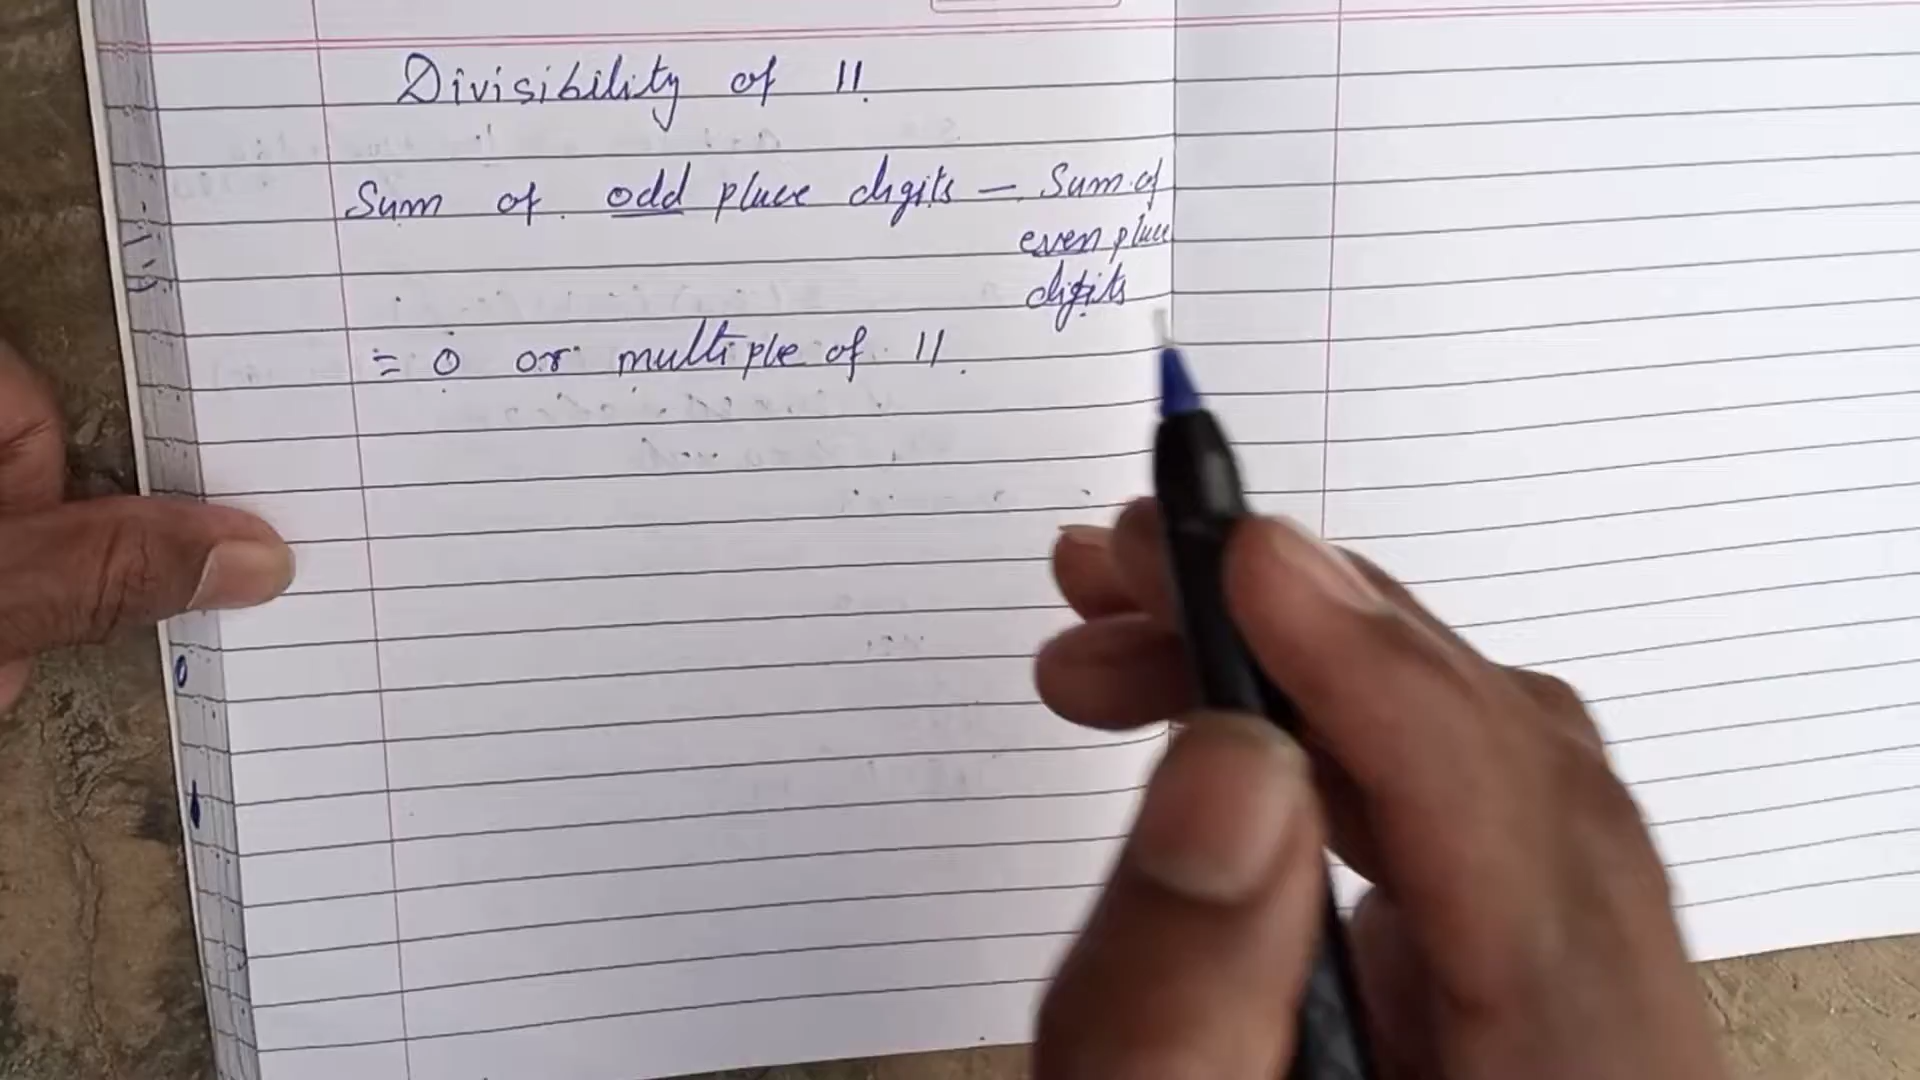 Divisibility of 11.
Sum of odd place digits - Sum of
even place
digits
= 0 or multiple of 11.